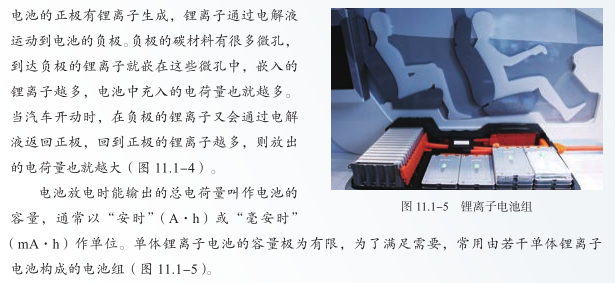 电池的正极有锂离子生成，锂离子通过电解液
运动到电池的负极。负极的碳材料有很多微孔，
到达负极的锂离子就嵌在这些微孔中，嵌入的
锂离子越多，电池中充入的电荷量也就越多。
当汽车开动时，在负极的锂离子又会通过电解
液返回正极，回到正极的锂离子越多，则放出
的电荷量也就越大（图 11.1-4）。
电池放电时能输出的总电荷量叫作电池的
容量，通常以“安时”（A·h）或“毫安时”
（mA·h）作单位。单体锂离子电池的容量极为有限，为了满足需要，常用由若干单体锂离子
电池构成的电池组（图 11.1-5）。
图 11.1-5 锂离子电池组